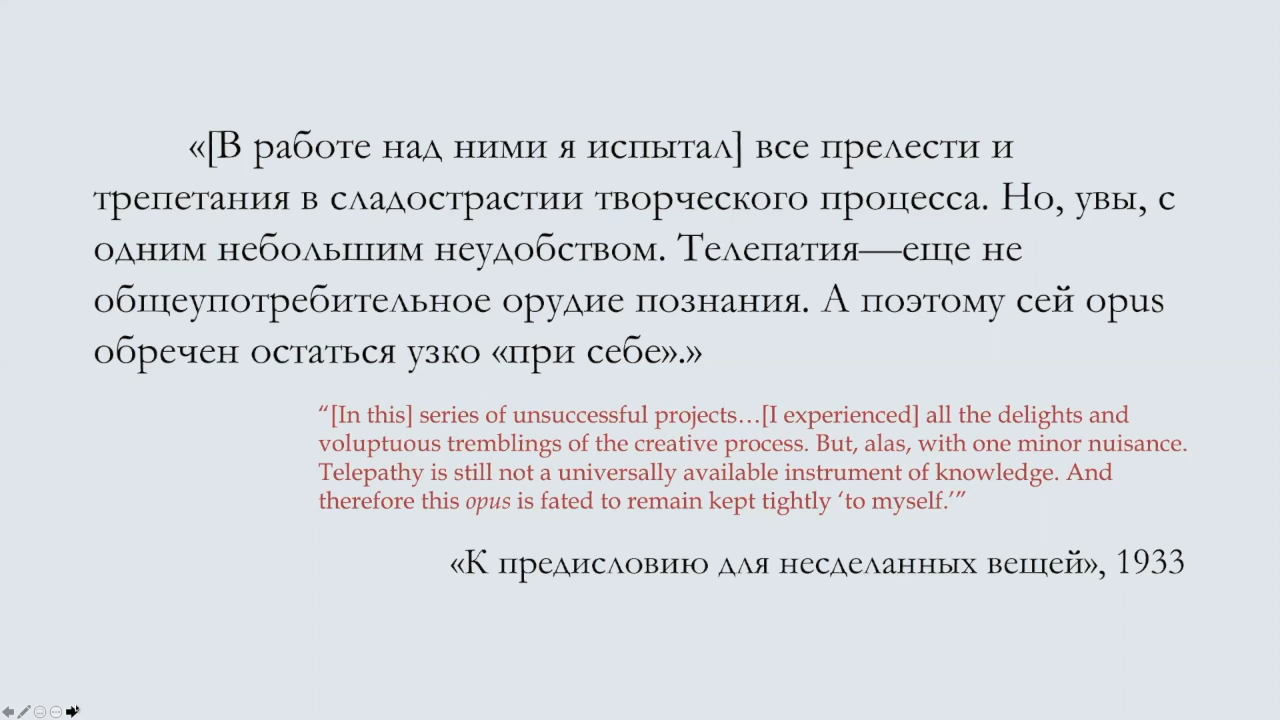 «[В работе над ними я испытал] все прелести и
трепетания в сладострастии творческого процесса. Но, увы, с
одним небольшим неудобством. Телепатия—еще не
общеупотребительное орудие познания. А поэтому сей opus
обречен остаться узко «при себе».»
“[In this] series of unsuccessful projects…[I experienced] all the delights and
voluptuous tremblings of the creative process. But, alas, with one minor nuisance.
Telepathy is still not a universally available instrument of knowledge. And
therefore this opus is fated to remain kept tightly ‘to myself.’”
«К предисловию для несделанных вещей», 1933